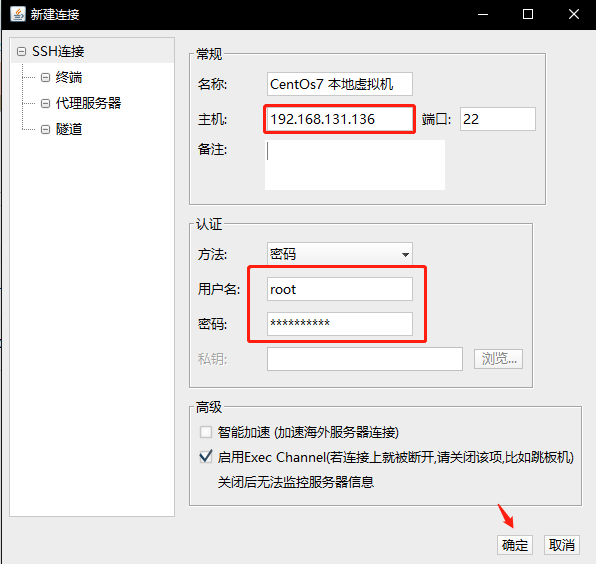 新建连接
SSH连接
终端
代理服务器
隧道
常规
名称: CentOs7 本地虚拟机
主机: 192.168.131.136 端口: 22
备注:
认证
方法: 密码
用户名: root
密码: **********
私钥: 浏览...
高级
智能加速 (加速海外服务器连接)
启用Exec Channel(若连接上就被断开,请关闭该项,比如跳板机)
关闭后无法监控服务器信息
确定 取消